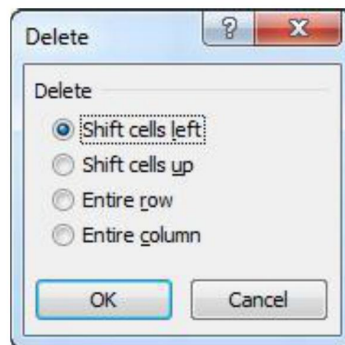 Delete
Delete
Shift cells left
Shift cells up
Entire row
Entire column
OK
Cancel